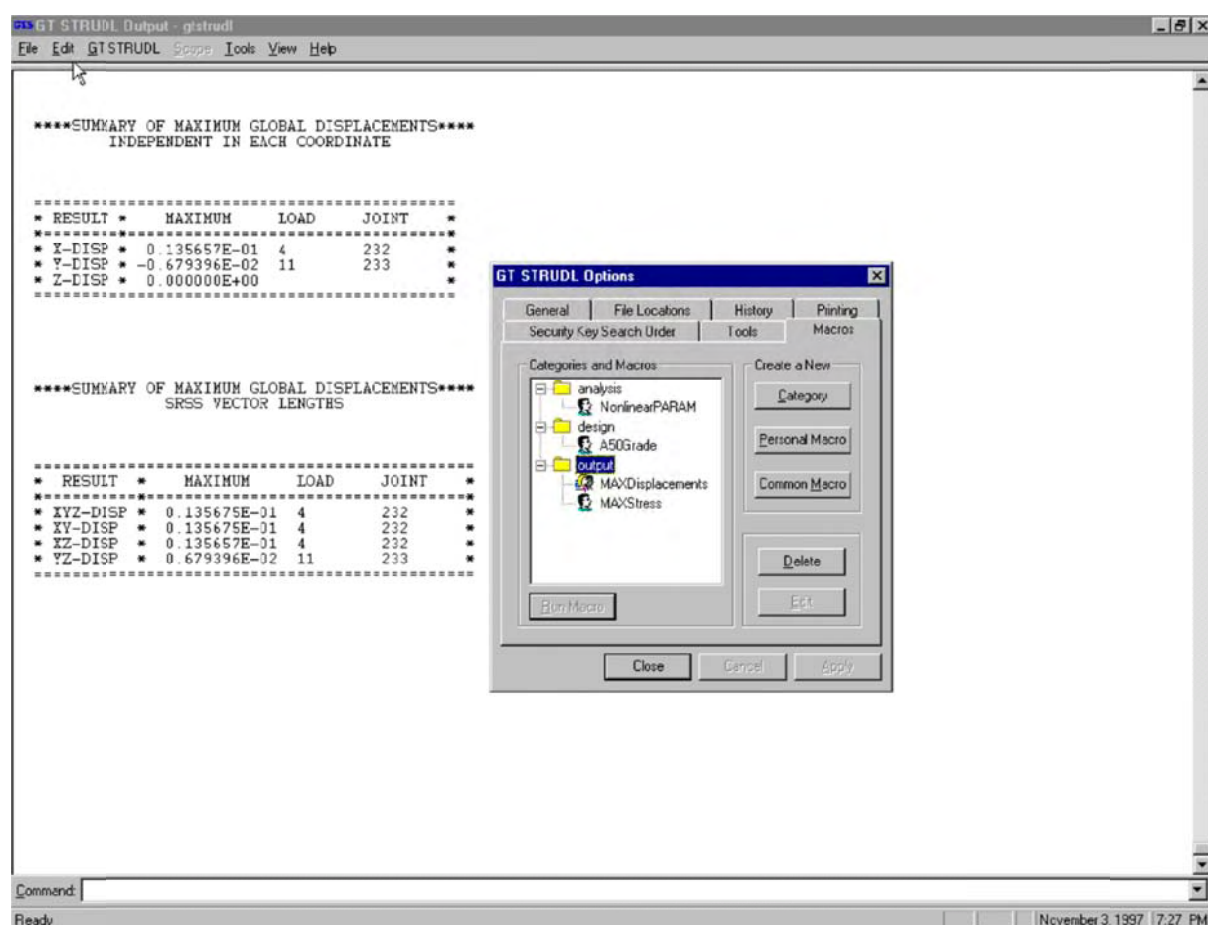 GTS GT STRUDL Output - gtstrudl
File Edit GTSTRUDL Scope Tools View Help
****SUMMARY OF MAXIMUM GLOBAL DISPLACEMENTS****
INDEPENDENT IN EACH COORDINATE
* RESULT * MAXIMUM LOAD JOINT *
* X-DISP * 0.135657E-01 4 232 *
* Y-DISP * -0.679396E-02 11 233 *
* Z-DISP * 0.000000E+00 *
****SUMMARY OF MAXIMUM GLOBAL DISPLACEMENTS****
SRSS VECTOR LENGTHS
* RESULT * MAXIMUM LOAD JOINT *
* XYZ-DISP * 0.135675E-01 4 232 *
* XY-DISP * 0.135675E-01 4 232 *
* XZ-DISP * 0.135657E-01 4 232 *
* YZ-DISP * 0.679396E-02 11 233 *
GT STRUDL Options
General File Locations History Printing
Security Key Search Order Tools Macros
Categories and Macros
analysis
NonlinearPARAM
design
A50Grade
output
MAXDisplacements
MAXStress
Run Macro
Create a New
Category
Personal Macro
Common Macro
Delete
Edit
Close Cancel Apply
Command:
Ready November 3, 1997 7:27 PM